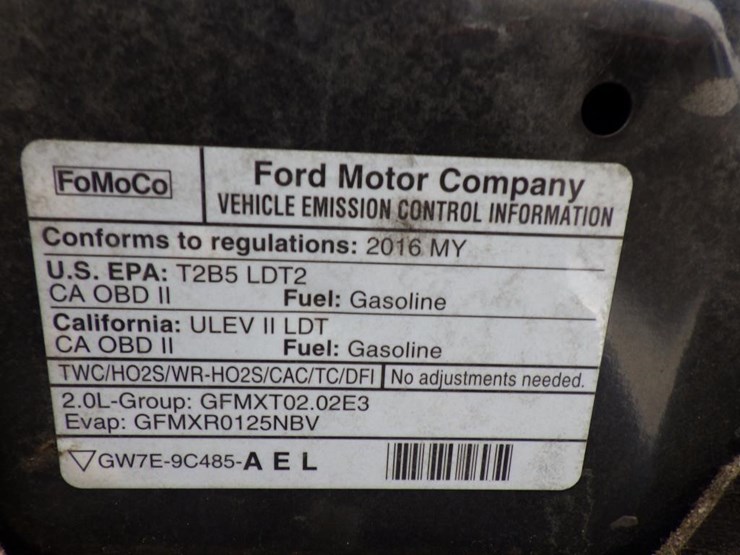 FoMoCo
Ford Motor Company
VEHICLE EMISSION CONTROL INFORMATION
Conforms to regulations: 2016 MY
U.S. EPA: T2B5 LDT2
CA OBD II Fuel: Gasoline
California: ULEV II LDT
CA OBD II Fuel: Gasoline
TWC/HO2S/WR-HO2S/CAC/TC/DFI No adjustments needed.
2.0L-Group: GFMXT02.02E3
Evap: GFMXR0125NBV
GW7E-9C485-A E L